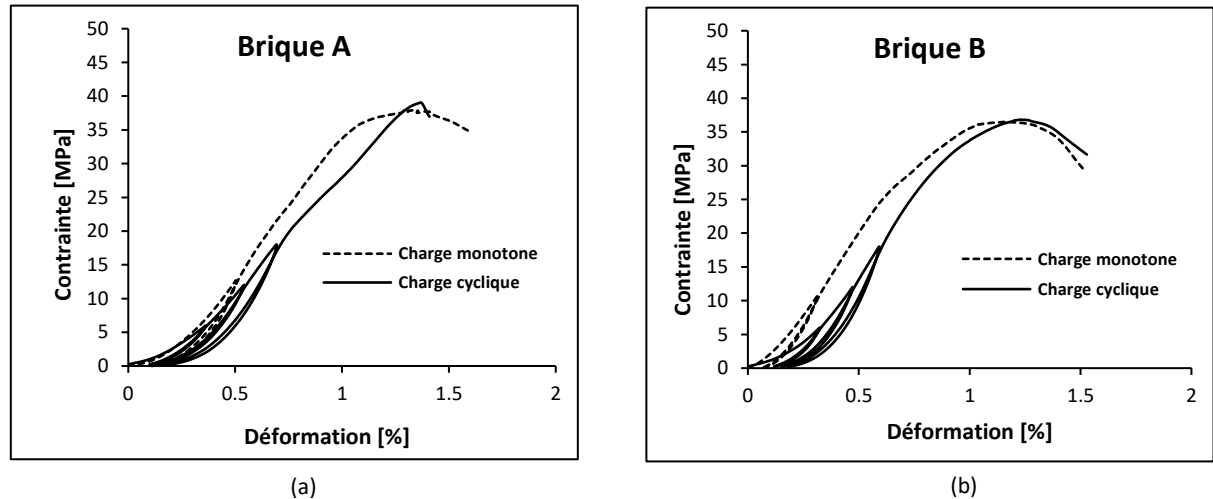 Brique A
Contrainte [MPa]
50
45
40
35
30
25
20
15
10
5
0
Charge monotone
Charge cyclique
0
0.5
1
1.5
2
Déformation [%]
(a)
Brique B
Contrainte [MPa]
50
45
40
35
30
25
20
15
10
5
0
Charge monotone
Charge cyclique
0
0.5
1
1.5
2
Déformation [%]
(b)